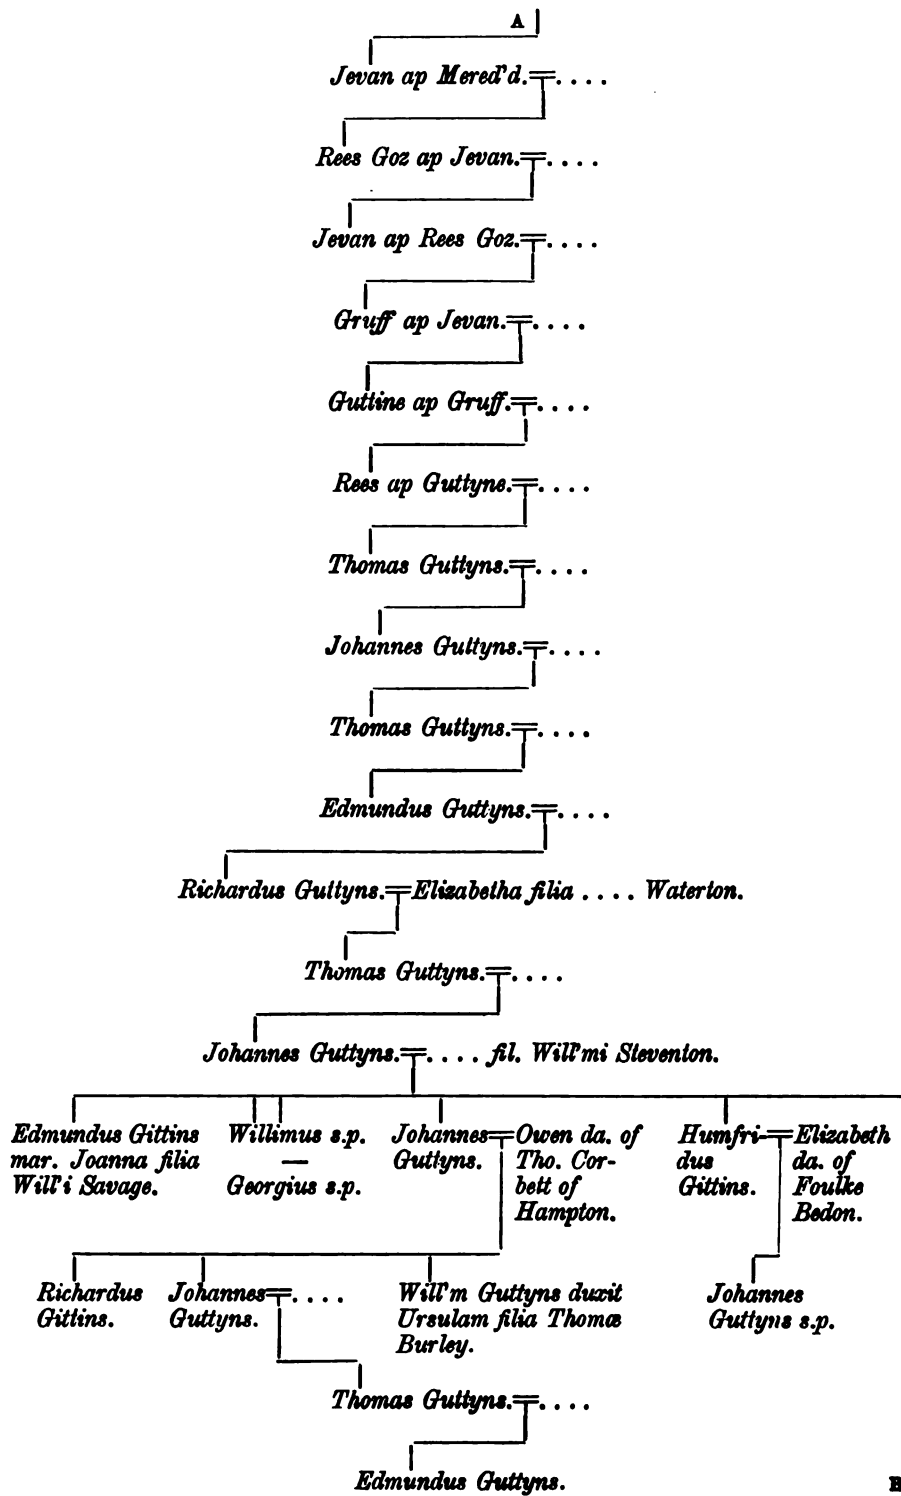 A
Jevan ap Mered'd.=. . . .
Rees Goz ap Jevan.=. . . .
Jevan ap Rees Goz.=. . . .
Gruff ap Jevan.=. . . .
Guttine ap Gruff.=. . . .
Rees ap Guttyns.=. . . .
Thomas Guttyns.=. . . .
Johannes Guttyns.=. . . .
Thomas Guttyns.=. . . .
Edmundus Guttyns.=. . . .
Richardus Guttyns.=Elizabetha filia . . . . Waterton.
Thomas Guttyns.=. . . .
Johannes Guttyns.=. . . . fil. Will'mi Steventon.
Edmundus Gittins
mar. Joanna filia
Will'i Savage.
Willimus s.p.
—
Georgius s.p.
Johannes=
Guttyns.
Owen da. of
Tho. Cor-
bett of
Hampton.
Humfri-=
dus
Gittins.
Elizabeth
da. of
Foulke
Bedon.
Richardus
Gittins.
Johannes=. . . .
Guttyns.
Will'm Guttyns duxit
Ursulam filia Thomæ
Burley.
Johannes
Guttyns s.p.
Thomas Guttyns.=. . . .
Edmundus Guttyns.